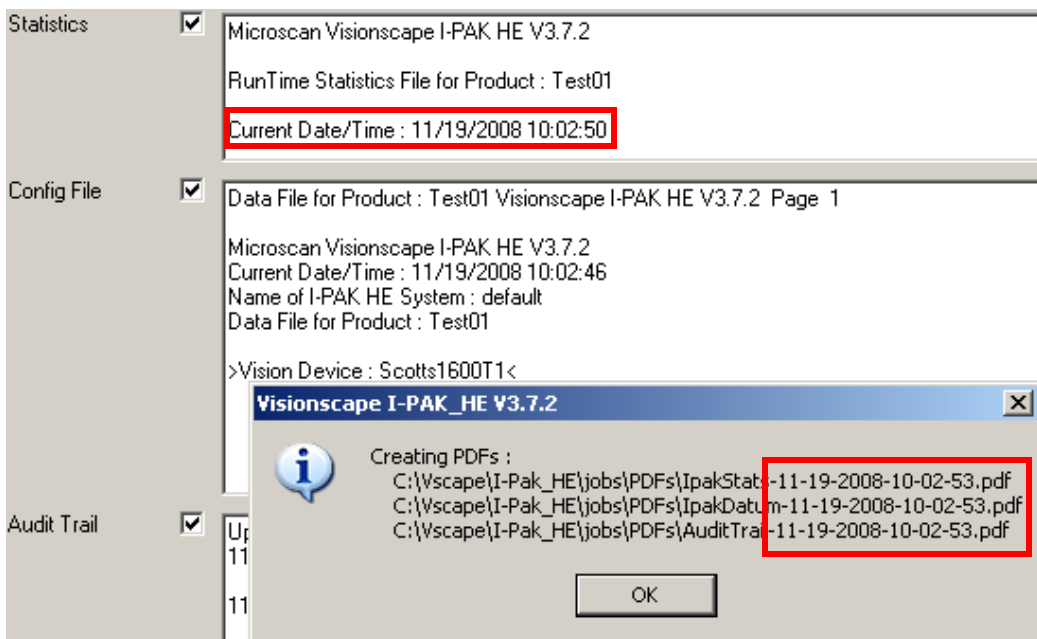 Statistics
Microscan Visionscape I-PAK HE V3.7.2
RunTime Statistics File for Product : Test01
Current Date/Time : 11/19/2008 10:02:50
Config File
Data File for Product : Test01 Visionscape I-PAK HE V3.7.2 Page 1
Microscan Visionscape I-PAK HE V3.7.2
Current Date/Time : 11/19/2008 10:02:46
Name of I-PAK HE System : default
Data File for Product : Test01
>Vision Device : Scotts1600T1<
Visionscape I-PAK_HE V3.7.2
Creating PDFs :
C:\Vscape\I-Pak_HE\jobs\PDFs\IpakStats-11-19-2008-10-02-53.pdf
C:\Vscape\I-Pak_HE\jobs\PDFs\IpakDatum-11-19-2008-10-02-53.pdf
C:\Vscape\I-Pak_HE\jobs\PDFs\AuditTrai-11-19-2008-10-02-53.pdf
OK
Audit Trail
11
11